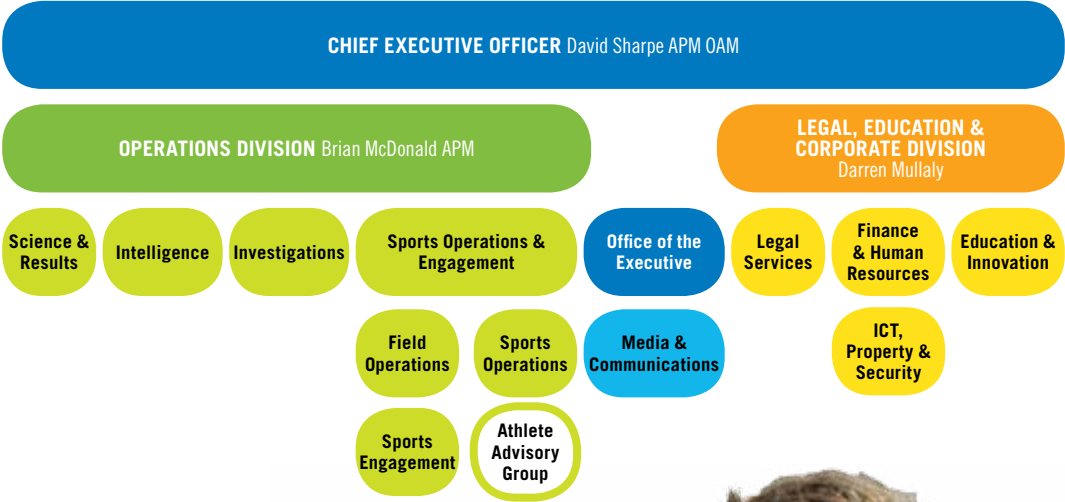 CHIEF EXECUTIVE OFFICER David Sharpe APM OAM
OPERATIONS DIVISION Brian McDonald APM
LEGAL, EDUCATION &
CORPORATE DIVISION
Darren Mullaly
Science &
Results
Intelligence
Investigations
Sports Operations &
Engagement
Office of the
Executive
Legal
Services
Finance
& Human
Resources
Education &
Innovation
Field
Operations
Sports
Operations
Media &
Communications
ICT,
Property &
Security
Sports
Engagement
Athlete
Advisory
Group